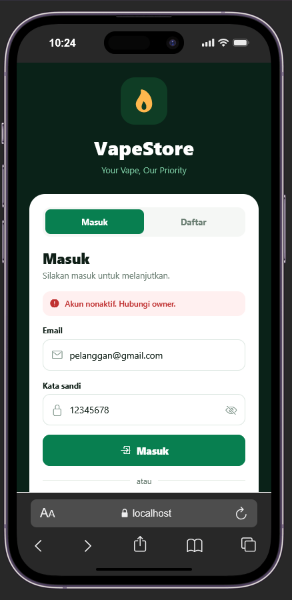 10:24
VapeStore
Your Vape, Our Priority
Masuk Daftar
Masuk
Silakan masuk untuk melanjutkan.
Akun nonaktif. Hubungi owner.
Email
pelanggan@gmail.com
Kata sandi
12345678
Masuk
atau
AA localhost